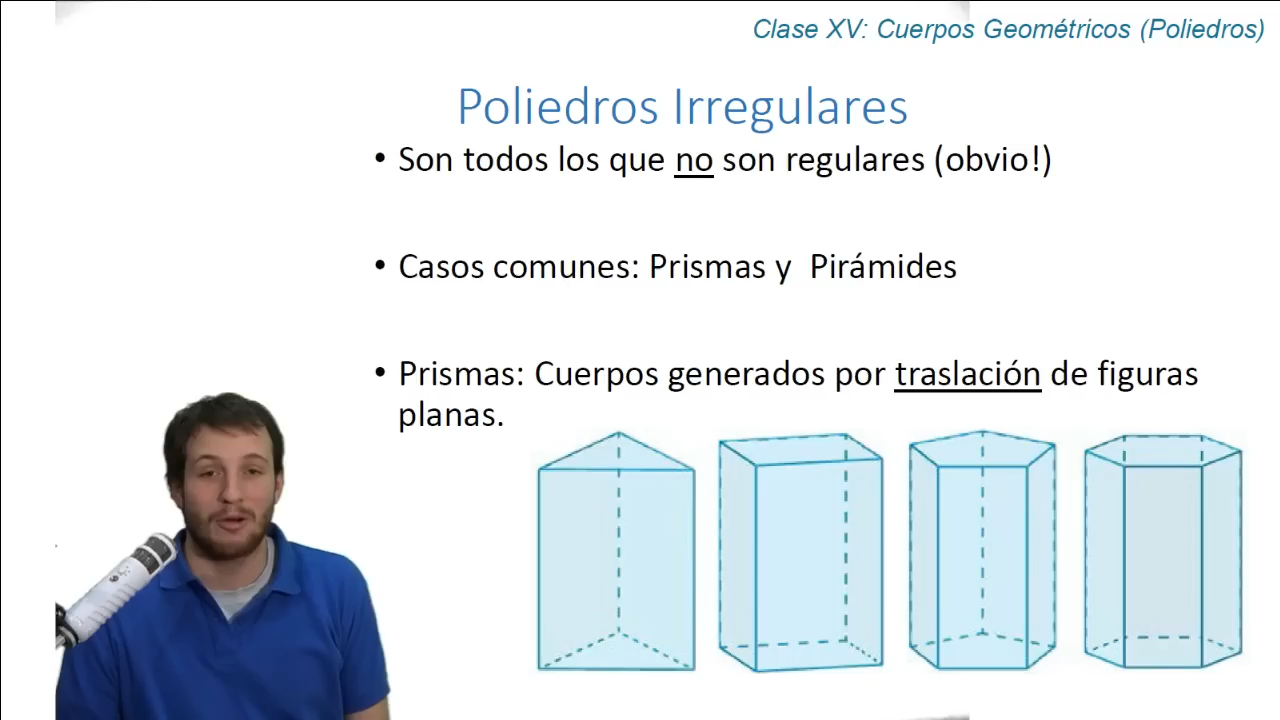 Clase XV: Cuerpos Geométricos (Poliedros)
Poliedros Irregulares
• Son todos los que no son regulares (obvio!)
• Casos comunes: Prismas y  Pirámides
• Prismas: Cuerpos generados por traslación de figuras
planas.